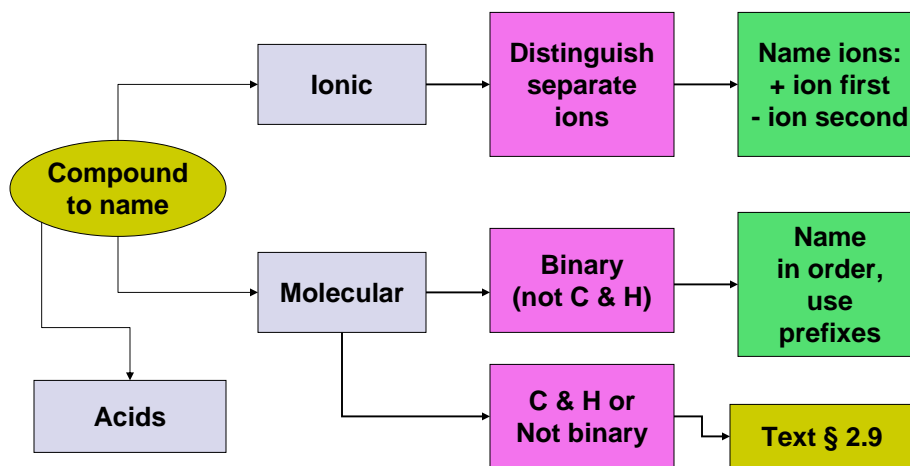 Ionic
Distinguish
separate
ions
Name ions:
+ ion first
- ion second
Compound
to name
Molecular
Binary
(not C & H)
Name
in order,
use
prefixes
Acids
C & H or
Not binary
Text § 2.9